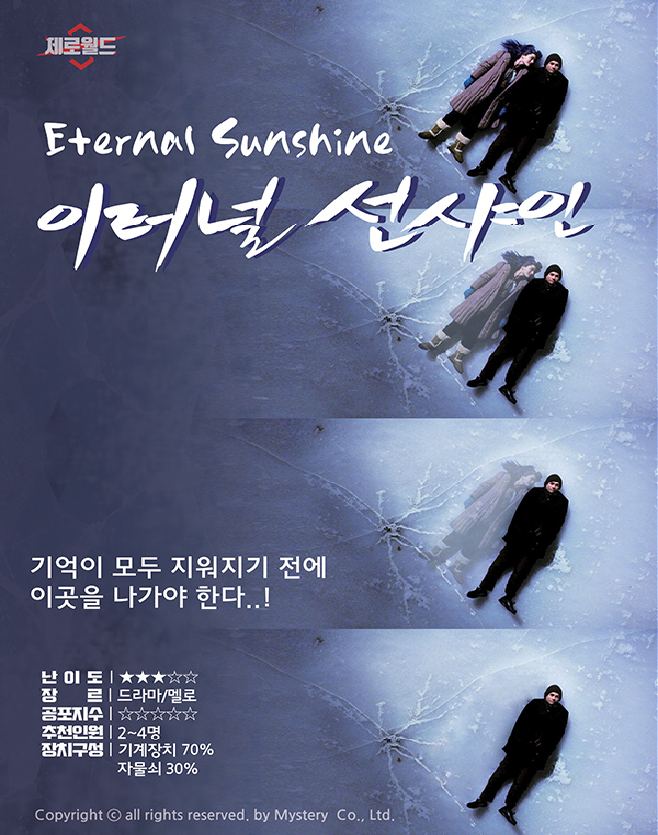 제로월드
Eternal Sunshine
이터널 선샤인
기억이 모두 지워지기 전에
이곳을 나가야 한다..!
난 이 도 | ★★★☆☆
장 르 | 드라마/멜로
공포지수 | ☆☆☆☆☆
추천인원 | 2~4명
장치구성 | 기계장치 70%
자물쇠 30%
Copyright ⓒ all rights reserved. by Mystery Co., Ltd.